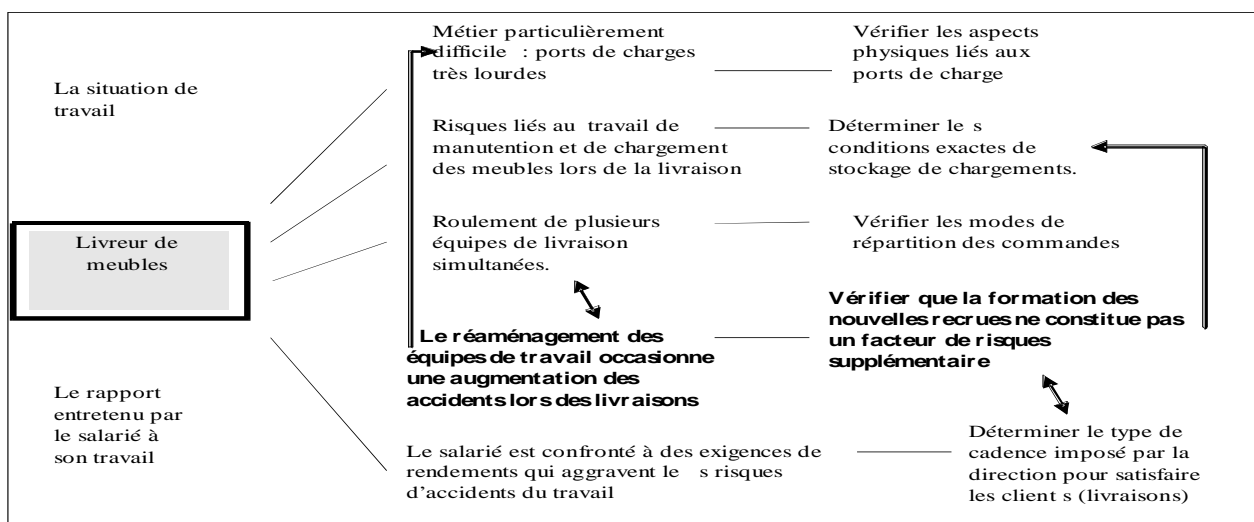 Métier particulièrement
difficile : ports de charges
très lourdes
Vérifier les aspects
physiques liés aux
ports de charge
La situation de
travail
Risques liés au travail de
manutention et de chargement
des meubles lors de la livraison
Déterminer le s
conditions exactes de
stockage de chargements.
Livreur de
meubles
Roulement de plusieurs
équipes de livraison
simultanées.
Vérifier les modes de
répartition des commandes
Le réaménagement des
équipes de travail occasionne
une augmentation des
accidents lors des livraisons
Vérifier que la formation des
nouvelles recrues ne constitue pas
un facteur de risques
supplémentaire
Le rapport
entretenu par
le salarié à
son travail
Le salarié est confronté à des exigences de
rendements qui aggravent le s risques
d'accidents du travail
Déterminer le type de
cadence imposé par la
direction pour satisfaire
les client s (livraisons)